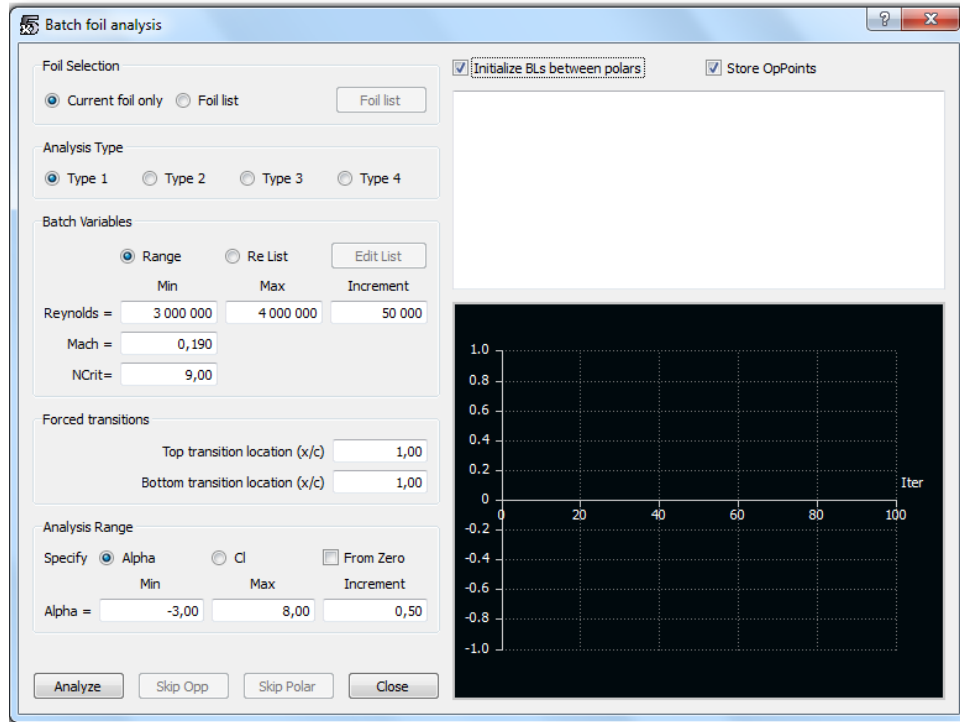 Batch foil analysis
Foil Selection
Current foil only Foil list Foil list
Analysis Type
Type 1 Type 2 Type 3 Type 4
Batch Variables
Range Re List Edit List
Min Max Increment
Reynolds = 3 000 000 4 000 000 50 000
Mach = 0,190
NCrit= 9,00
Forced transitions
Top transition location (x/c) 1,00
Bottom transition location (x/c) 1,00
Analysis Range
Specify Alpha Cl From Zero
Min Max Increment
Alpha = -3,00 8,00 0,50
Analyze Skip Opp Skip Polar Close
Initialize BLs between polars Store OpPoints
1.0
0.8
0.6
0.4
0.2
Iter
0
0 20 40 60 80 100
-0.2
-0.4
-0.6
-0.8
-1.0